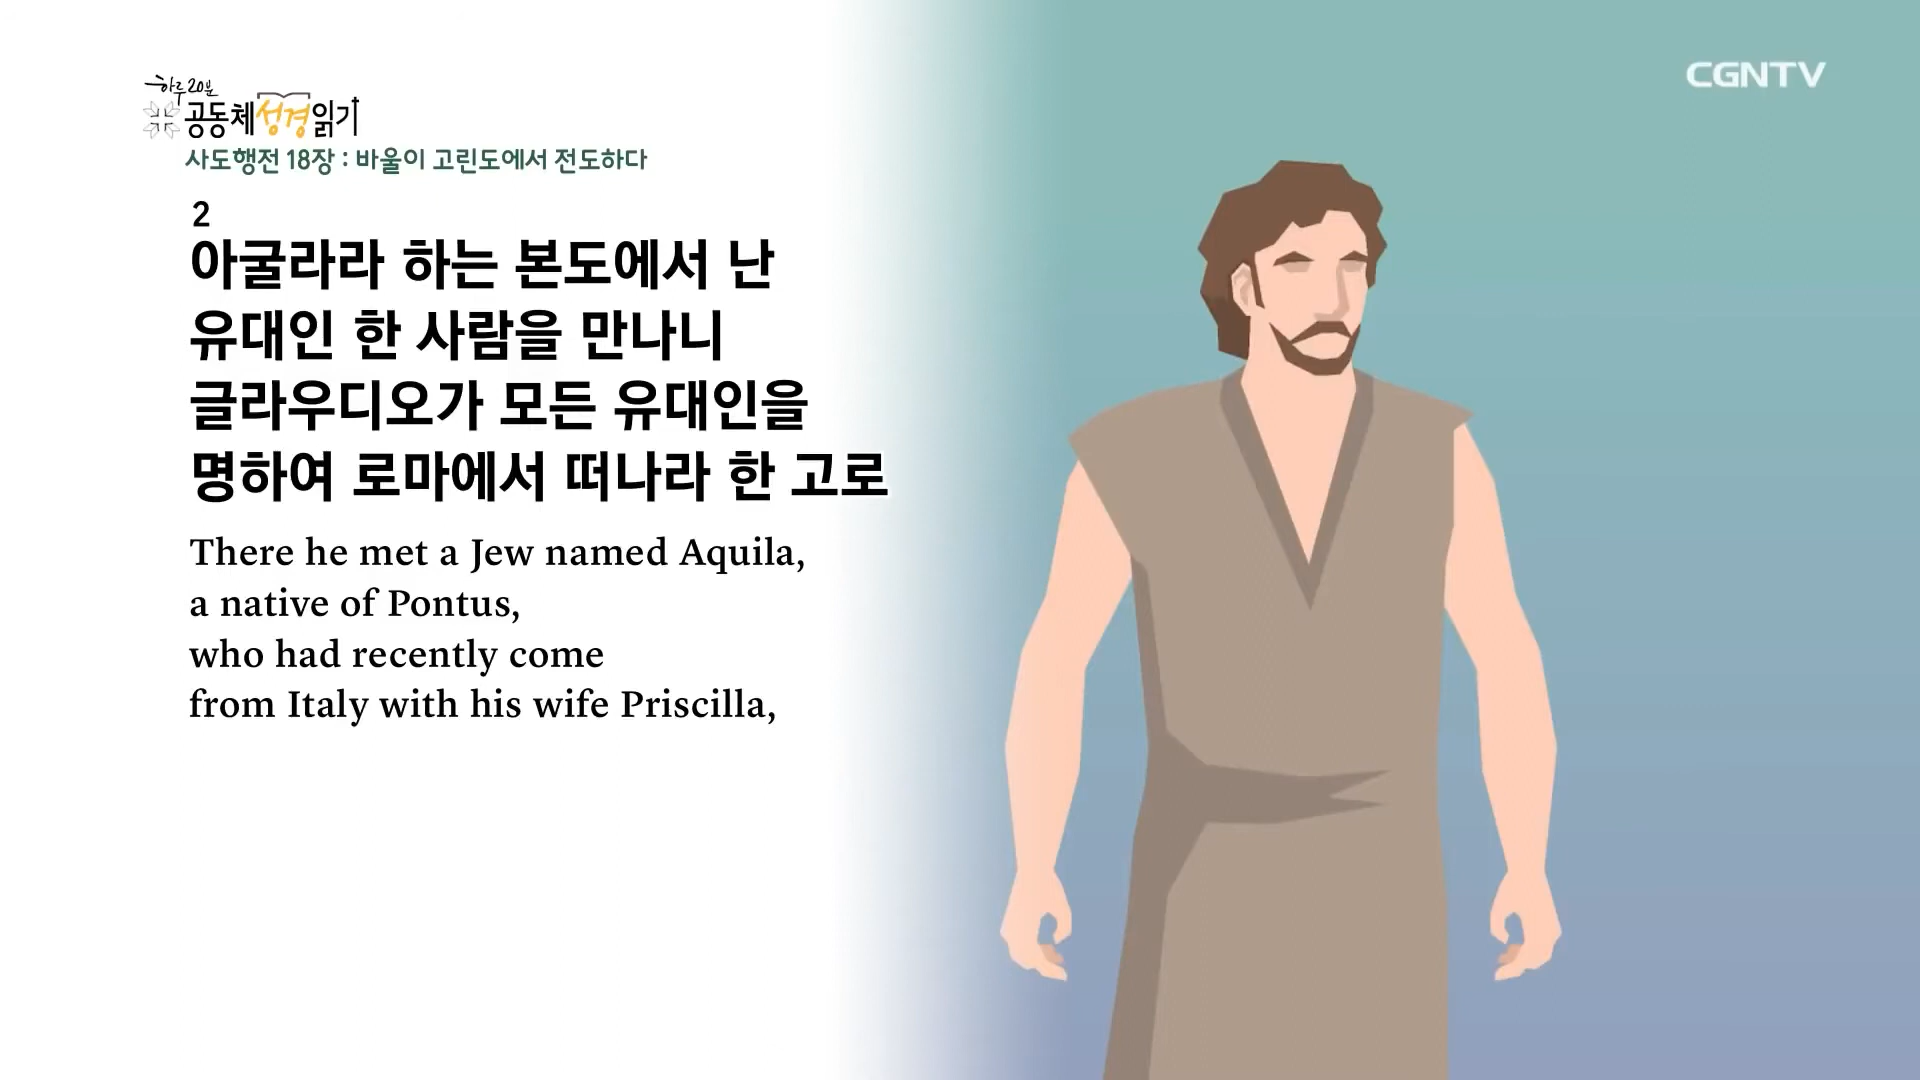 하루 20분
공동체성경읽기
CGNTV
사도행전 18장 : 바울이 고린도에서 전도하다
2
아굴라라 하는 본도에서 난
유대인 한 사람을 만나니
글라우디오가 모든 유대인을
명하여 로마에서 떠나라 한 고로
There he met a Jew named Aquila,
a native of Pontus,
who had recently come
from Italy with his wife Priscilla,